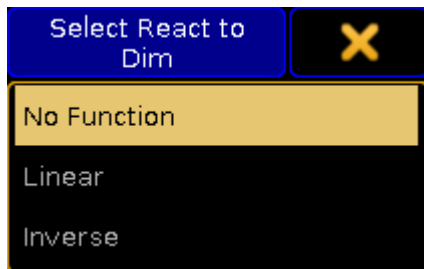 Select React to
Dim
No Function
Linear
Inverse